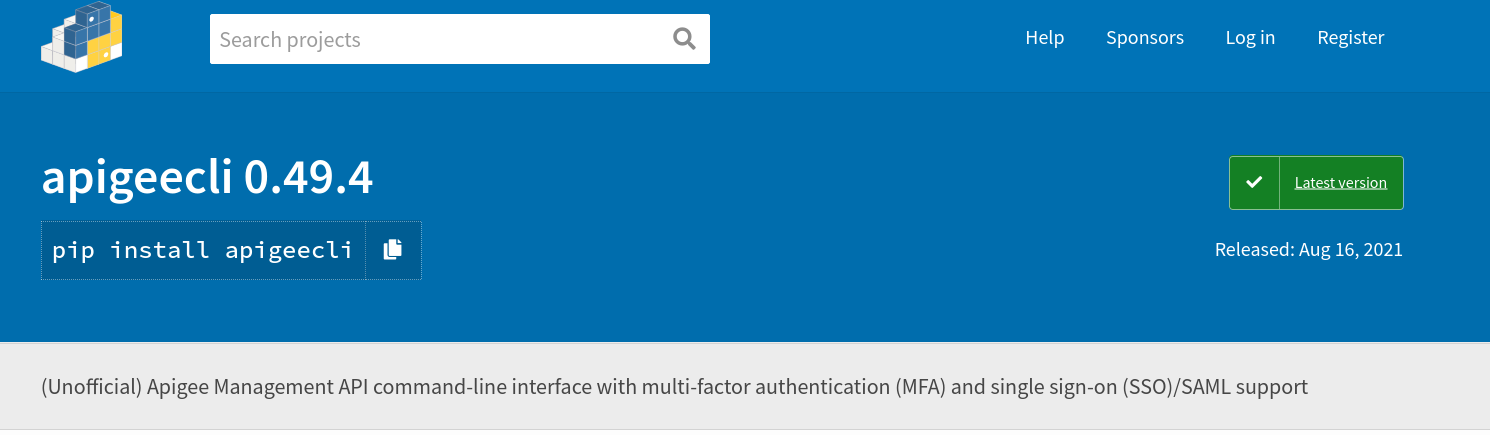 Search projects
Help Sponsors Log in Register
apigeecli 0.49.4
Latest version
pip install apigeecli
Released: Aug 16, 2021
(Unofficial) Apigee Management API command-line interface with multi-factor authentication (MFA) and single sign-on (SSO)/SAML support